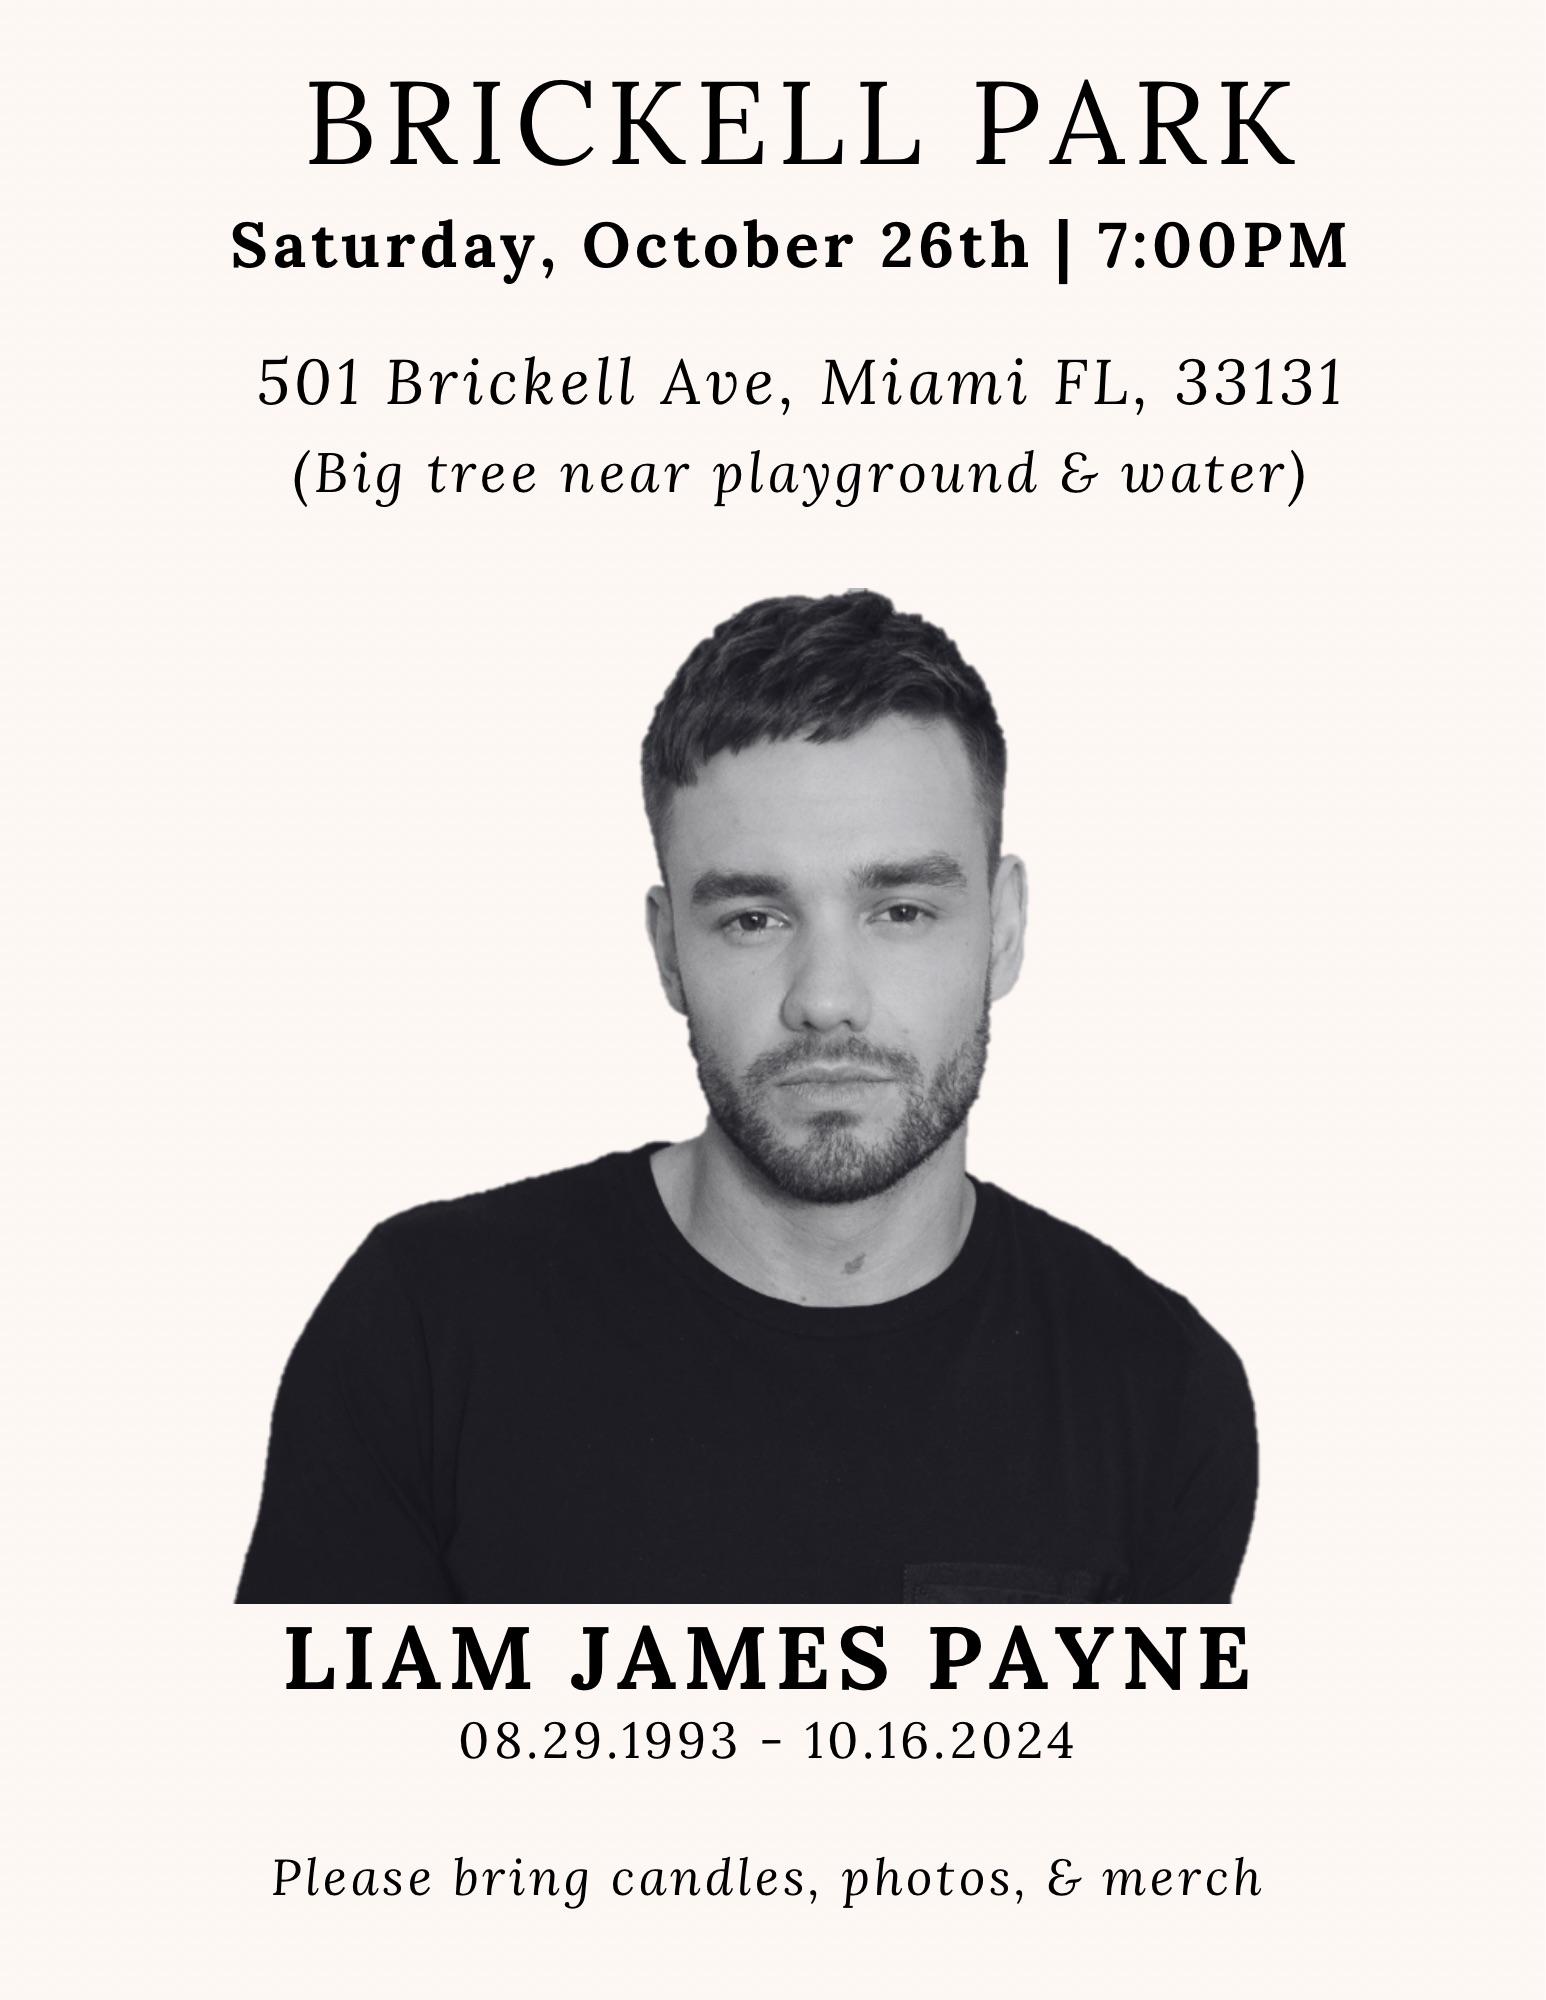 BRICKELL PARK
Saturday, October 26th | 7:00PM
501 Brickell Ave, Miami FL, 33131
(Big tree near playground & water)
LIAM JAMES PAYNE
08.29.1993 - 10.16.2024
Please bring candles, photos, & merch